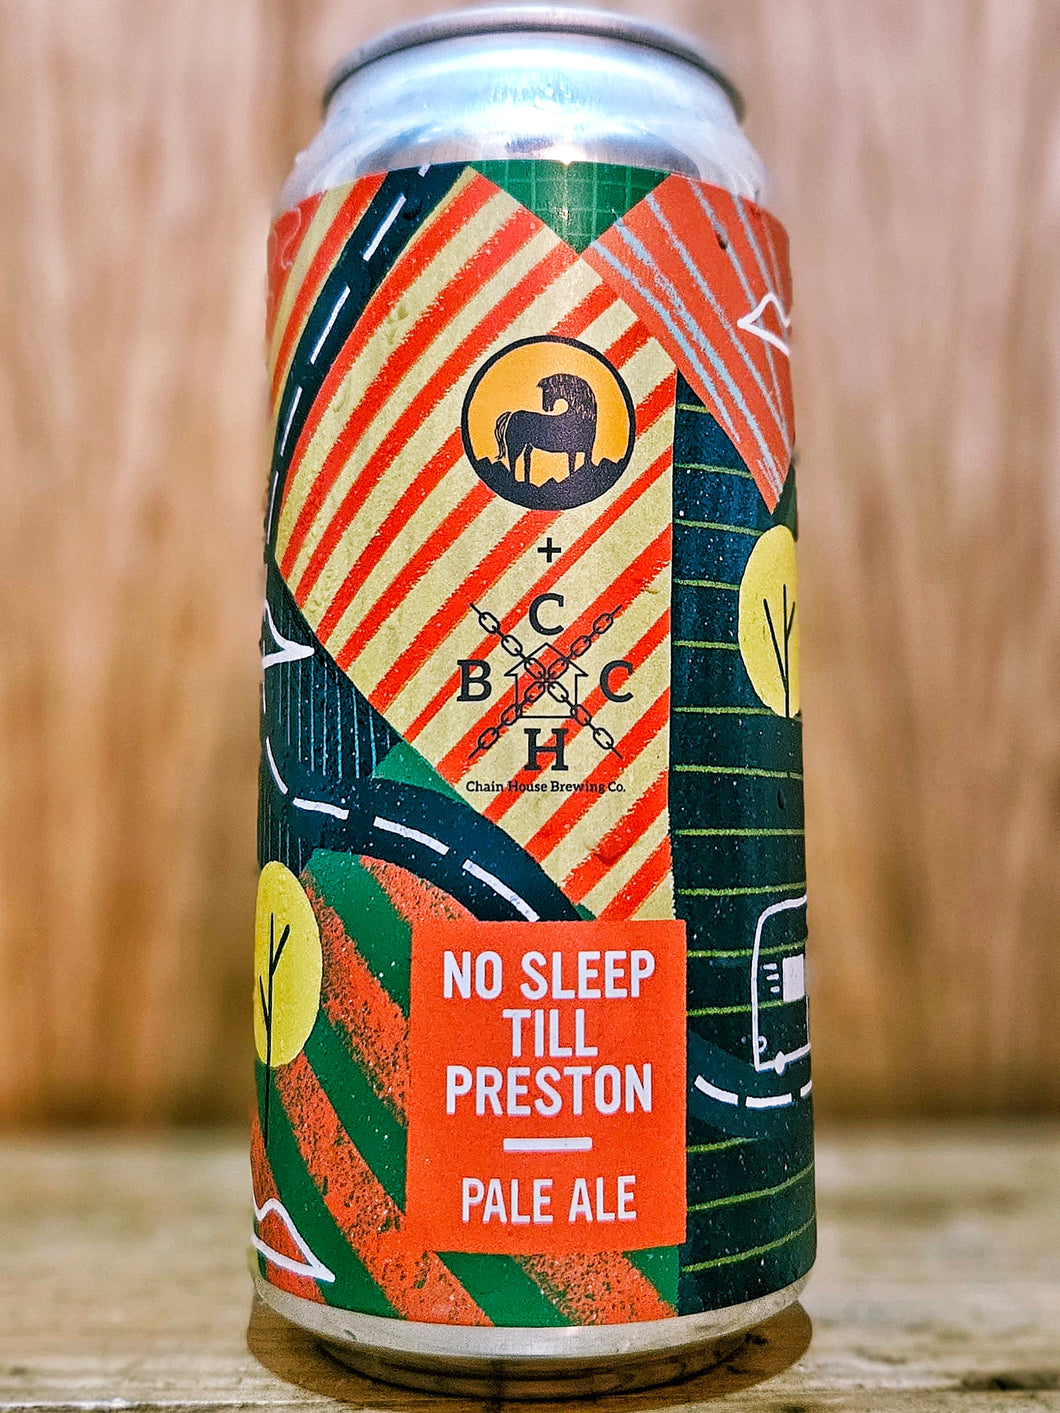 +
C
B C
H
Chain House Brewing Co.
NO SLEEP
TILL
PRESTON
PALE ALE